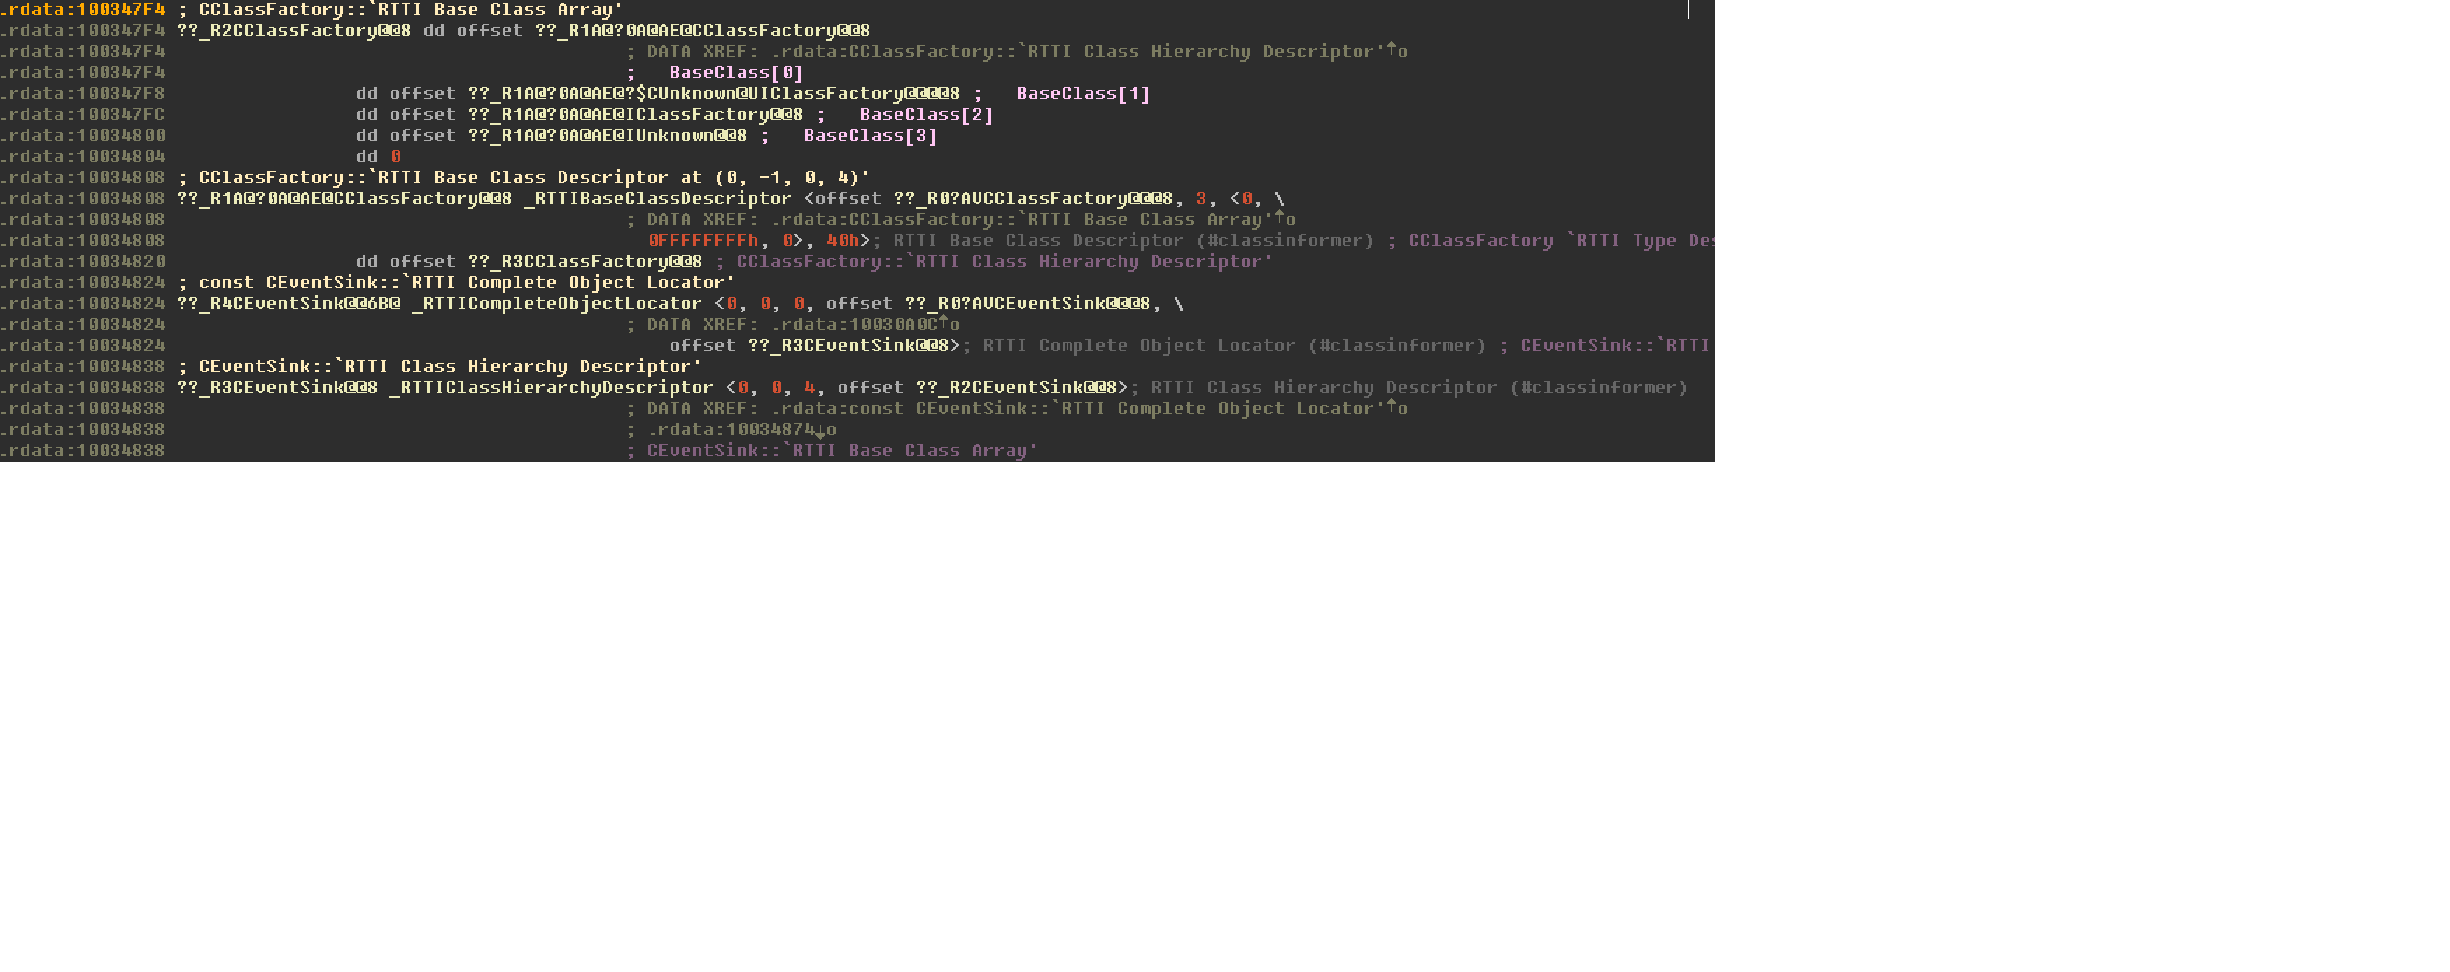 .rdata:100347F4 ; CClassFactory::`RTTI Base Class Array'
.rdata:100347F4 ??_R2CClassFactory@@8 dd offset ??_R1A@?0A@AE@CClassFactory@@8
.rdata:100347F4 ; DATA XREF: .rdata:CClassFactory::`RTTI Class Hierarchy Descriptor'↑o
.rdata:100347F4 ; BaseClass[0]
.rdata:100347F8 dd offset ??_R1A@?0A@AE@?$CUnknown@UIClassFactory@@@@8 ; BaseClass[1]
.rdata:100347FC dd offset ??_R1A@?0A@AE@IClassFactory@@8 ; BaseClass[2]
.rdata:10034800 dd offset ??_R1A@?0A@AE@IUnknown@@8 ; BaseClass[3]
.rdata:10034804 dd 0
.rdata:10034808 ; CClassFactory::`RTTI Base Class Descriptor at (0, -1, 0, 4)'
.rdata:10034808 ??_R1A@?0A@AE@CClassFactory@@8 _RTTIBaseClassDescriptor <offset ??_R0?AVCClassFactory@@@8, 3, <0, \
.rdata:10034808 ; DATA XREF: .rdata:CClassFactory::`RTTI Base Class Array'↑o
.rdata:10034808 0FFFFFFFFh, 0>, 40h>; RTTI Base Class Descriptor (#classinformer) ; CClassFactory `RTTI Type Des
.rdata:10034820 dd offset ??_R3CClassFactory@@8 ; CClassFactory::`RTTI Class Hierarchy Descriptor'
.rdata:10034824 ; const CEventSink::`RTTI Complete Object Locator'
.rdata:10034824 ??_R4CEventSink@@6B@ _RTTICompleteObjectLocator <0, 0, 0, offset ??_R0?AVCEventSink@@@8, \
.rdata:10034824 ; DATA XREF: .rdata:10030A0C↑o
.rdata:10034824 offset ??_R3CEventSink@@8>; RTTI Complete Object Locator (#classinformer) ; CEventSink::`RTTI
.rdata:10034838 ; CEventSink::`RTTI Class Hierarchy Descriptor'
.rdata:10034838 ??_R3CEventSink@@8 _RTTIClassHierarchyDescriptor <0, 0, 4, offset ??_R2CEventSink@@8>; RTTI Class Hierarchy Descriptor (#classinformer)
.rdata:10034838 ; DATA XREF: .rdata:const CEventSink::`RTTI Complete Object Locator'↑o
.rdata:10034838 ; .rdata:10034874↓o
.rdata:10034838 ; CEventSink::`RTTI Base Class Array'